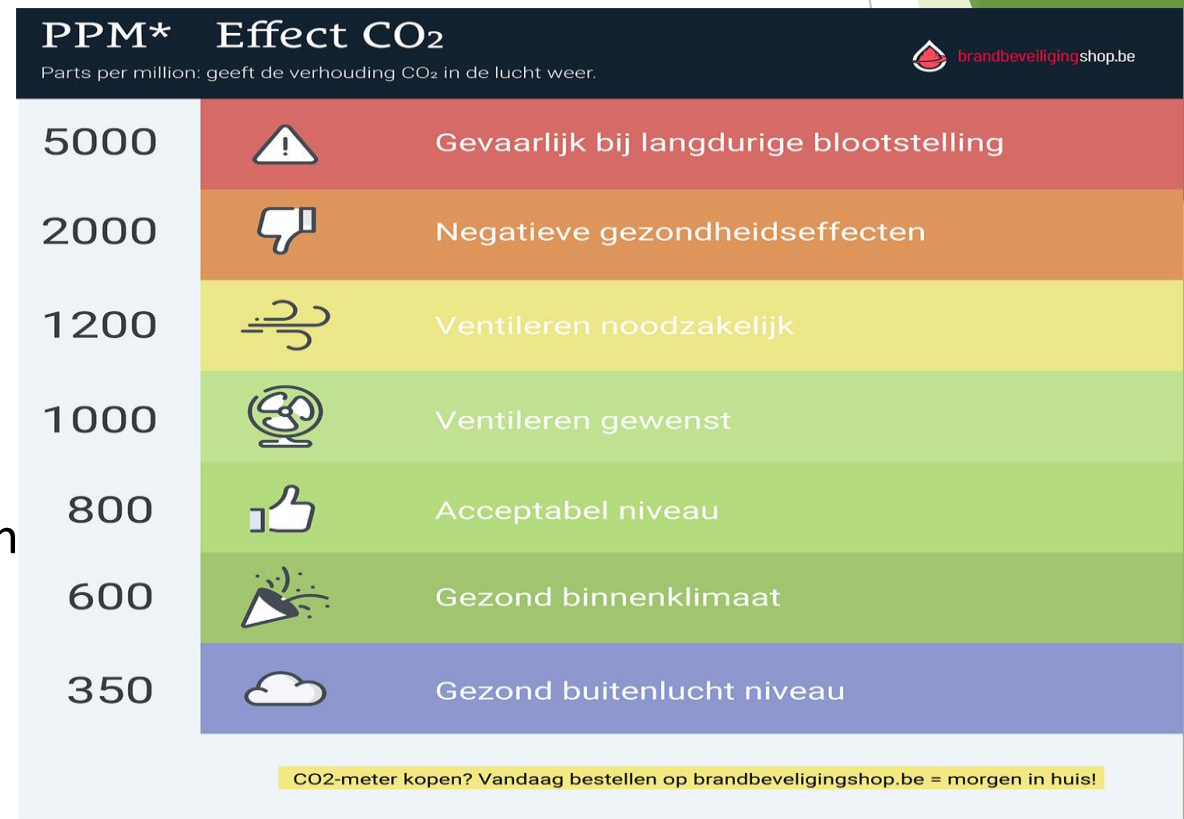 PPM* Effect CO₂
Parts per million: geeft de verhouding CO₂ in de lucht weer.
brandbeveiligingshop.be
5000 Gevaarlijk bij langdurige blootstelling
2000 Negatieve gezondheidseffecten
1200 Ventileren noodzakelijk
1000 Ventileren gewenst
800 Acceptabel niveau
n
600 Gezond binnenklimaat
350 Gezond buitenlucht niveau
CO2-meter kopen? Vandaag bestellen op brandbeveligingshop.be = morgen in huis!